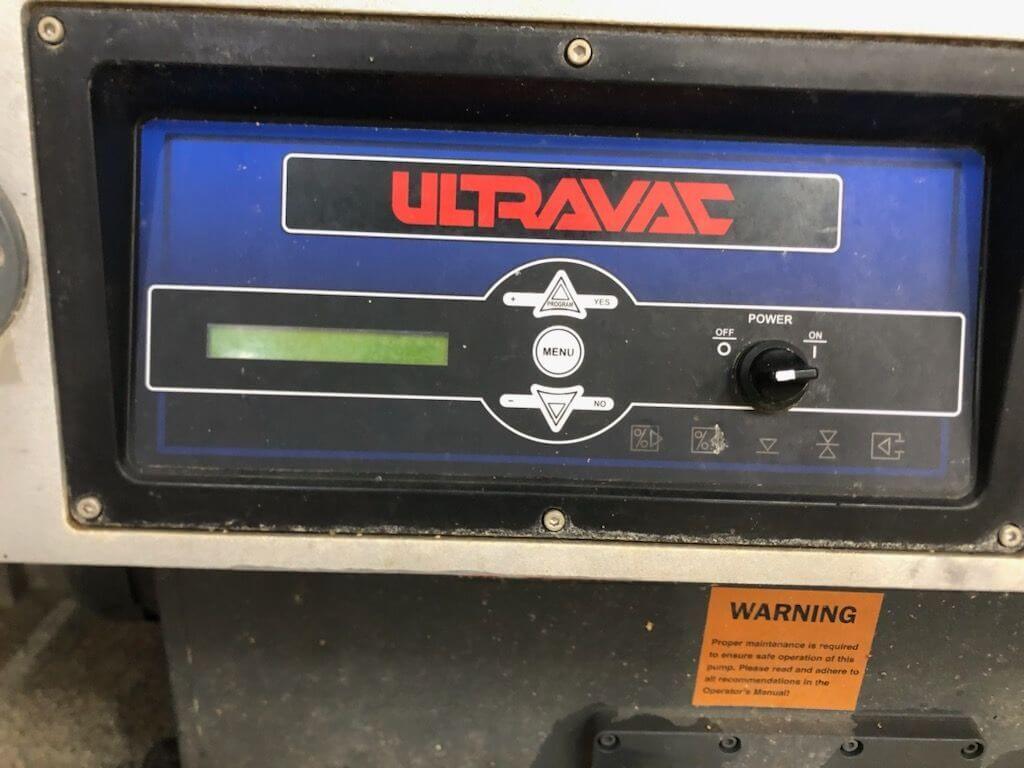 ULTRAVAC
+ PROGRAM YES
MENU
- NO
POWER
OFF ON
O I
WARNING
Proper maintenance is required
to ensure safe operation of this
pump. Please read and adhere to
all recommendations in the
Operator's Manual!